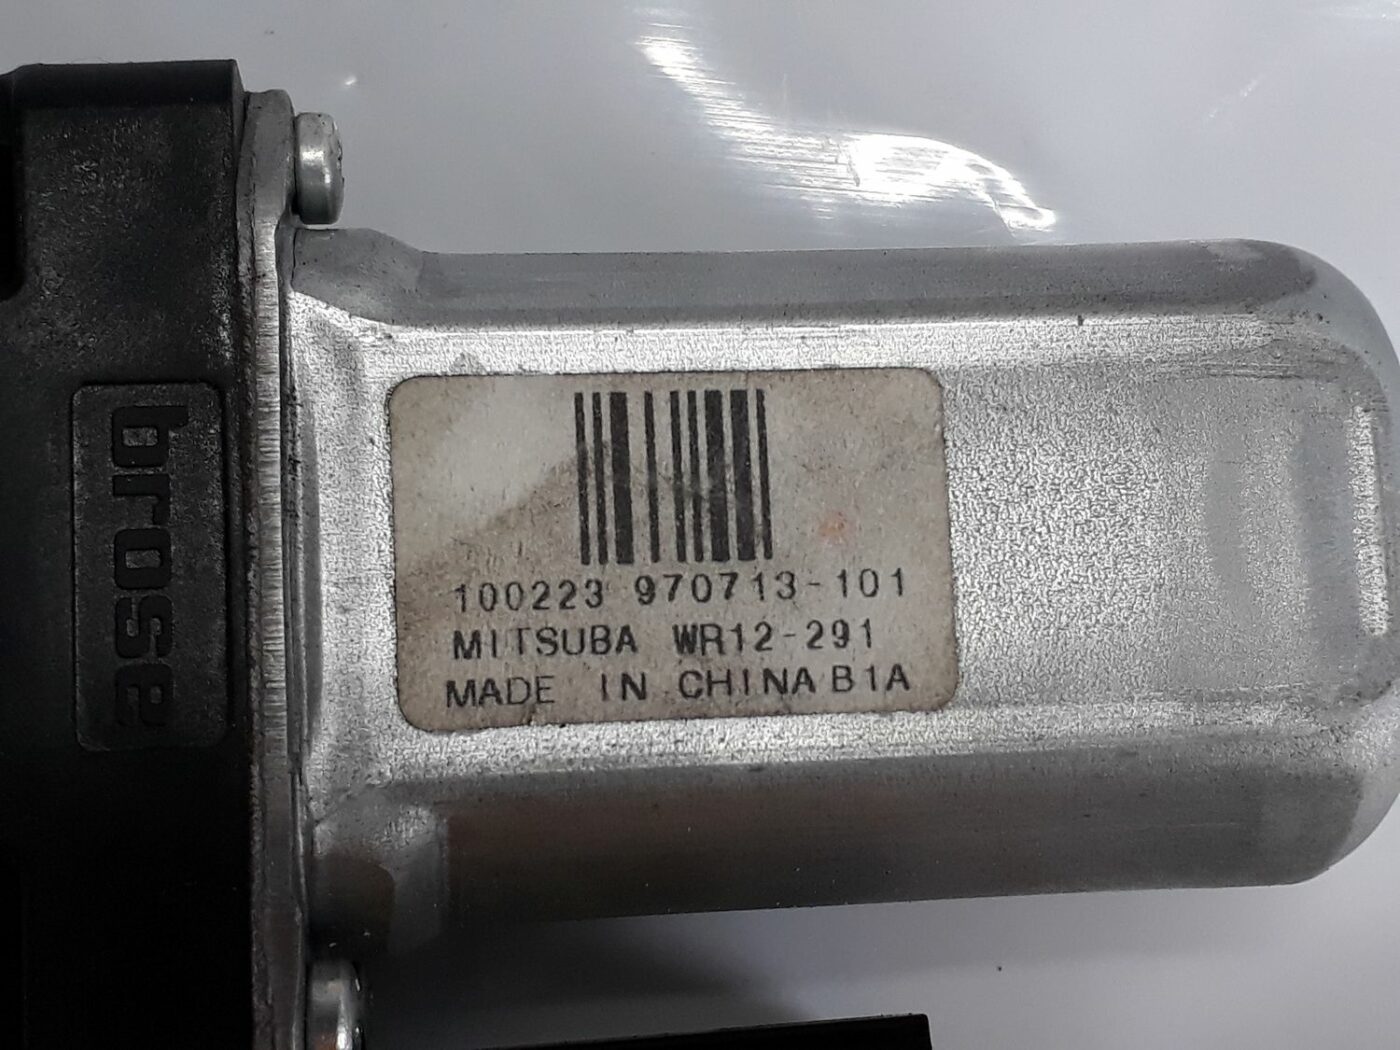 brose
100223 970713-101
MITSUBA WR12-291
MADE IN CHINA B1A